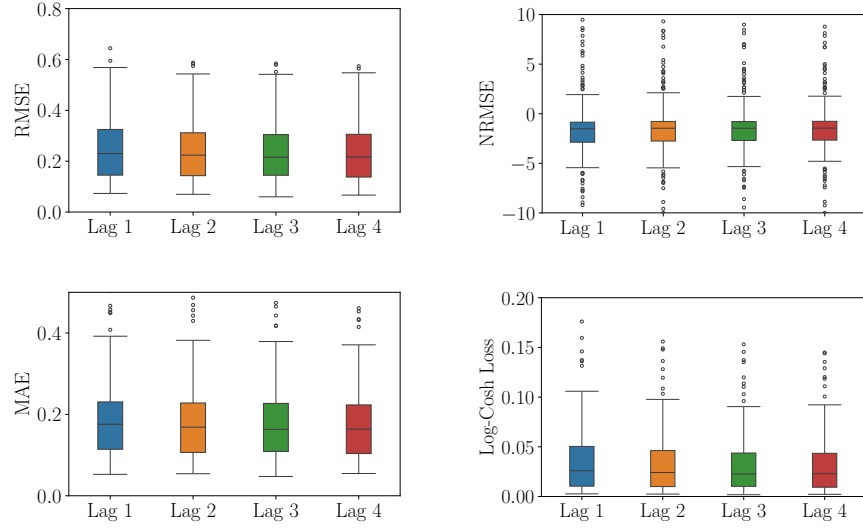 RMSE
0.8
0.6
0.4
0.2
0.0
Lag 1 Lag 2 Lag 3 Lag 4
NRMSE
10
5
0
−5
−10
Lag 1 Lag 2 Lag 3 Lag 4
MAE
0.4
0.2
0.0
Lag 1 Lag 2 Lag 3 Lag 4
Log-Cosh Loss
0.20
0.15
0.10
0.05
0.00
Lag 1 Lag 2 Lag 3 Lag 4